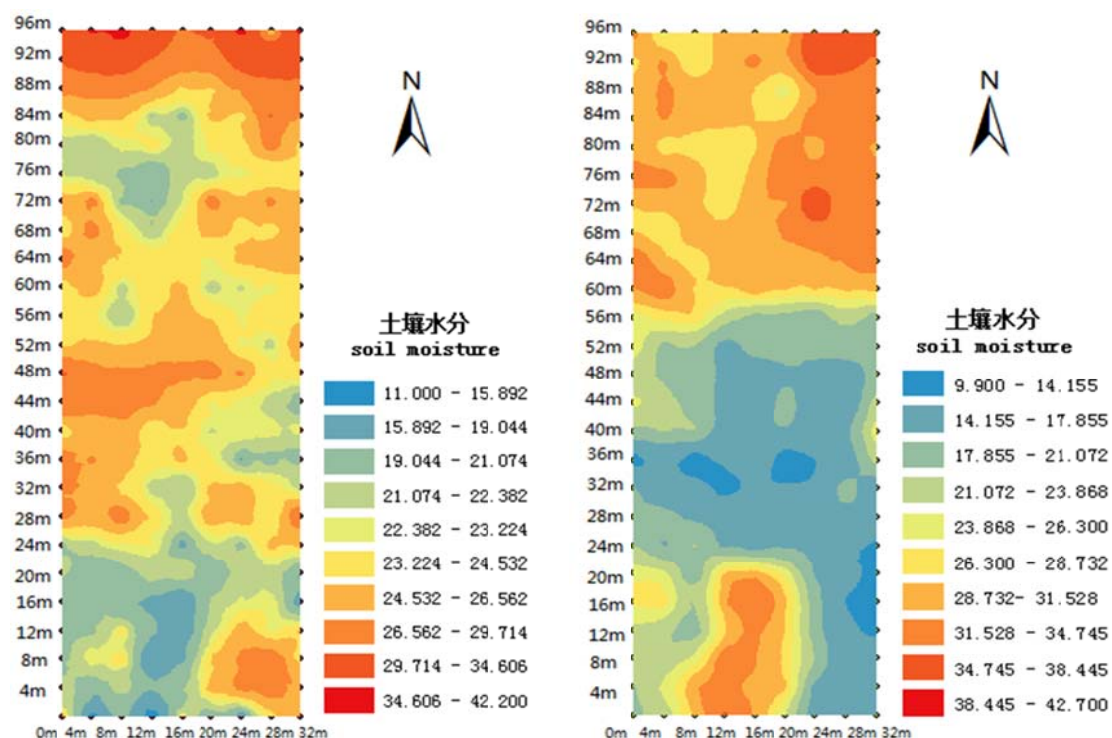 96m
92m
88m
84m
80m
76m
72m
68m
64m
60m
56m
52m
48m
44m
40m
36m
32m
28m
24m
20m
16m
12m
8m
4m
0m 4m 8m 12m 16m 20m 24m 28m 32m
N
土壤水分
soil moisture
11.000 - 15.892
15.892 - 19.044
19.044 - 21.074
21.074 - 22.382
22.382 - 23.224
23.224 - 24.532
24.532 - 26.562
26.562 - 29.714
29.714 - 34.606
34.606 - 42.200
96m
92m
88m
84m
80m
76m
72m
68m
64m
60m
56m
52m
48m
44m
40m
36m
32m
28m
24m
20m
16m
12m
8m
4m
0m 4m 8m 12m 16m 20m 24m 28m 32m
N
土壤水分
soil moisture
9.900 - 14.155
14.155 - 17.855
17.855 - 21.072
21.072 - 23.868
23.868 - 26.300
26.300 - 28.732
28.732- 31.528
31.528 - 34.745
34.745 - 38.445
38.445 - 42.700